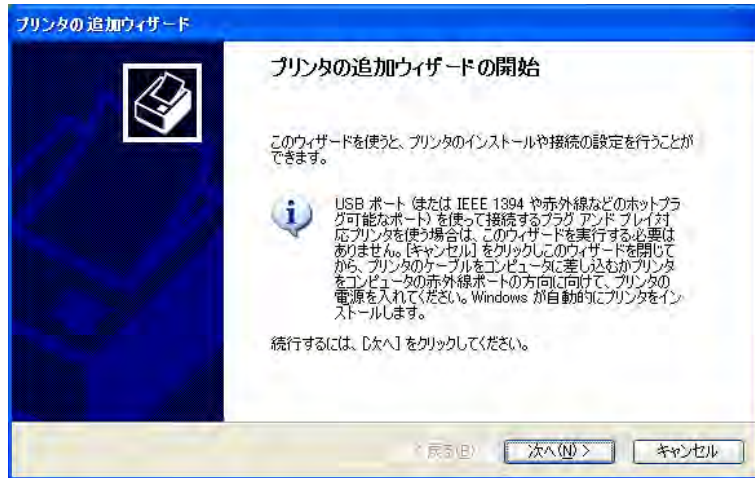 プリンタの追加ウィザード
プリンタの追加ウィザードの開始
このウィザードを使うと、プリンタのインストールや接続の設定を行うことが
できます。
USB ポート (または IEEE 1394 や赤外線などのホットプラ
グ可能なポート) を使って接続するプラグ アンド プレイ対
応プリンタを使う場合は、このウィザードを実行する必要は
ありません。[キャンセル] をクリックしこのウィザードを閉じて
から、プリンタのケーブルをコンピュータに差し込むかプリンタ
をコンピュータの赤外線ポートの方向に向けて、プリンタの
電源を入れてください。Windows が自動的にプリンタをイン
ストールします。
続行するには、[次へ] をクリックしてください。
< 戻る(B)
次へ(N) >
キャンセル